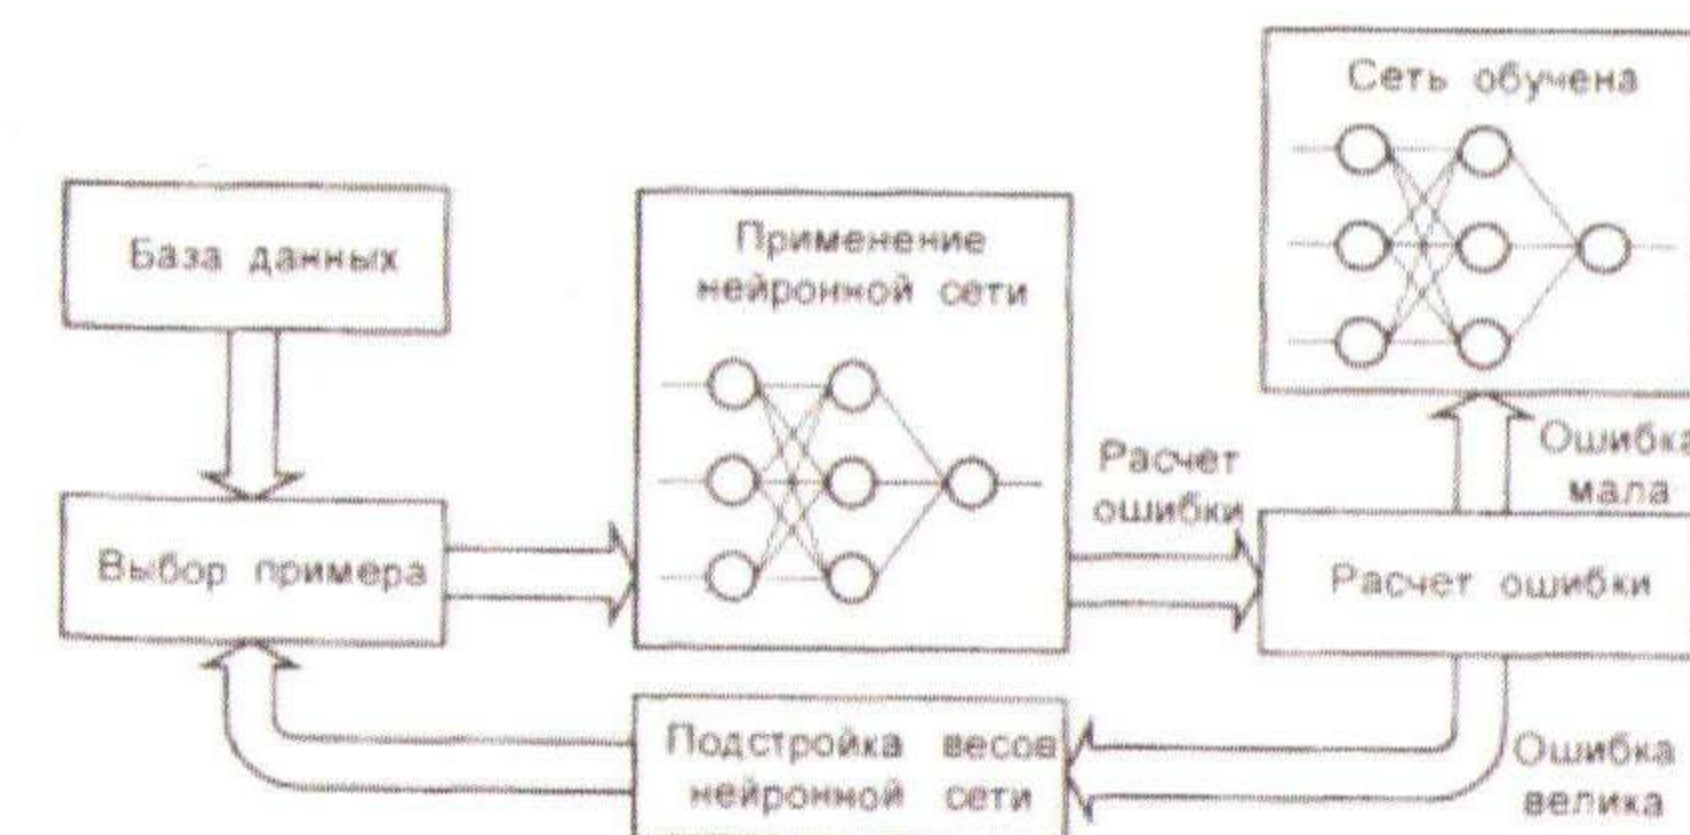 Сеть обучена
База данных
Применение
нейронной сети
Расчет
ошибки
Ошибка
мала
Выбор примера
Расчет ошибки
Подстройка весов
нейронной сети
Ошибка
велика